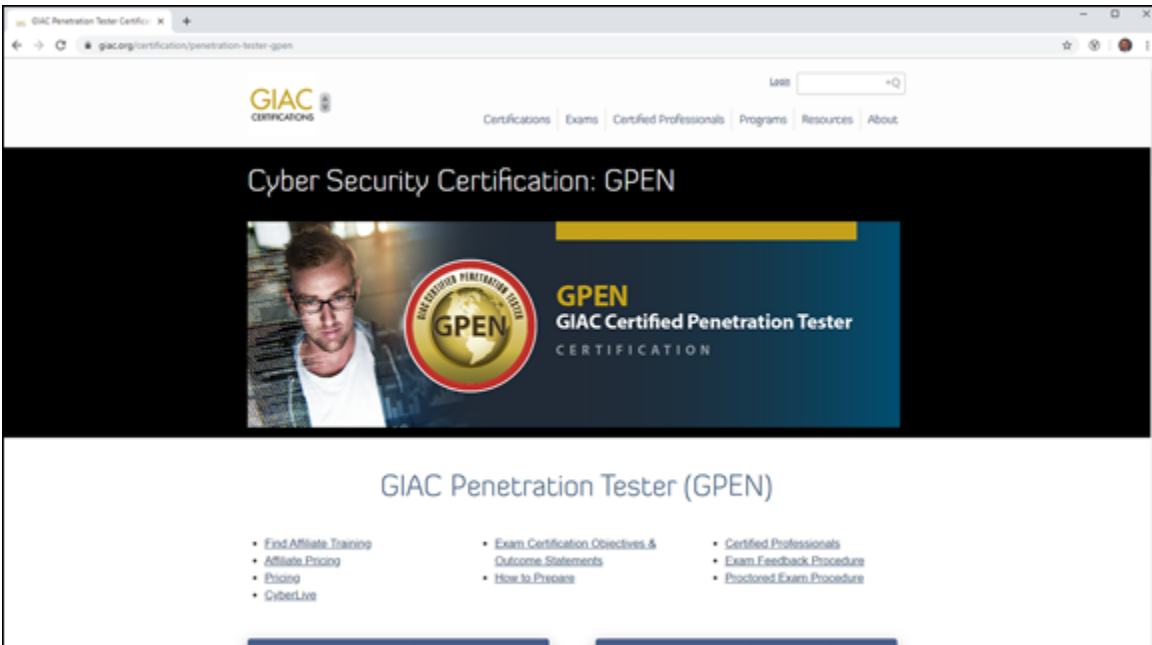 GIAC Penetration Tester Certific
giac.org/certification/penetration-tester-gpen
Login
GIAC
CERTIFICATIONS
Certifications Exams Certified Professionals Programs Resources About
Cyber Security Certification: GPEN
GIAC CERTIFIED PENETRATION TESTER
GPEN
GPEN
GIAC Certified Penetration Tester
CERTIFICATION
GIAC Penetration Tester (GPEN)
• Find Affiliate Training
• Affiliate Pricing
• Pricing
• CyberLive
• Exam Certification Objectives &
Outcome Statements
• How to Prepare
• Certified Professionals
• Exam Feedback Procedure
• Proctored Exam Procedure